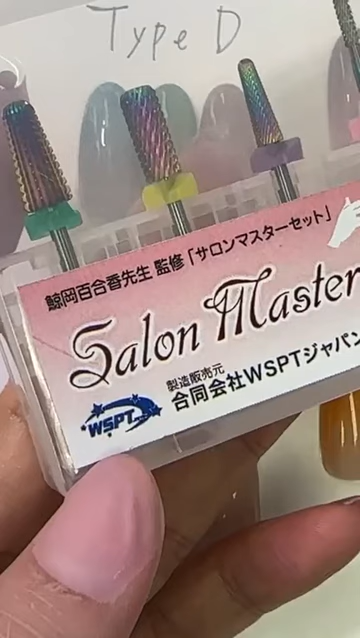 Type D
鯨岡百合香先生 監修「サロンマスターセット」
Salon Master
製造販売元
合同会社WSPTジャパン
WSPT